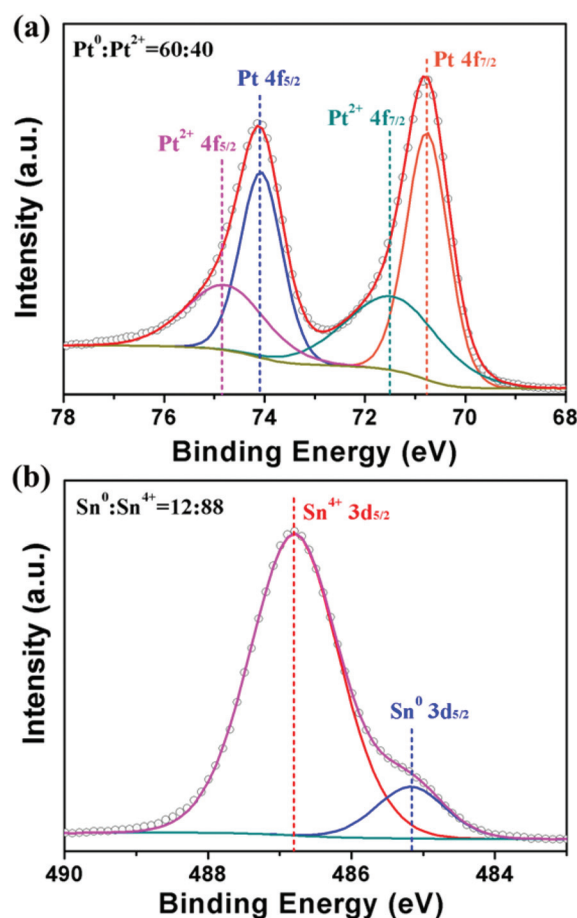 (a)
Pt⁰:Pt²⁺=60:40
Pt 4f₇/₂
Pt 4f₅/₂
Pt²⁺ 4f₇/₂
Pt²⁺ 4f₅/₂
Intensity (a.u.)
78 76 74 72 70 68
Binding Energy (eV)
(b)
Sn⁰:Sn⁴⁺=12:88
Sn⁴⁺ 3d₅/₂
Sn⁰ 3d₅/₂
Intensity (a.u.)
490 488 486 484
Binding Energy (eV)